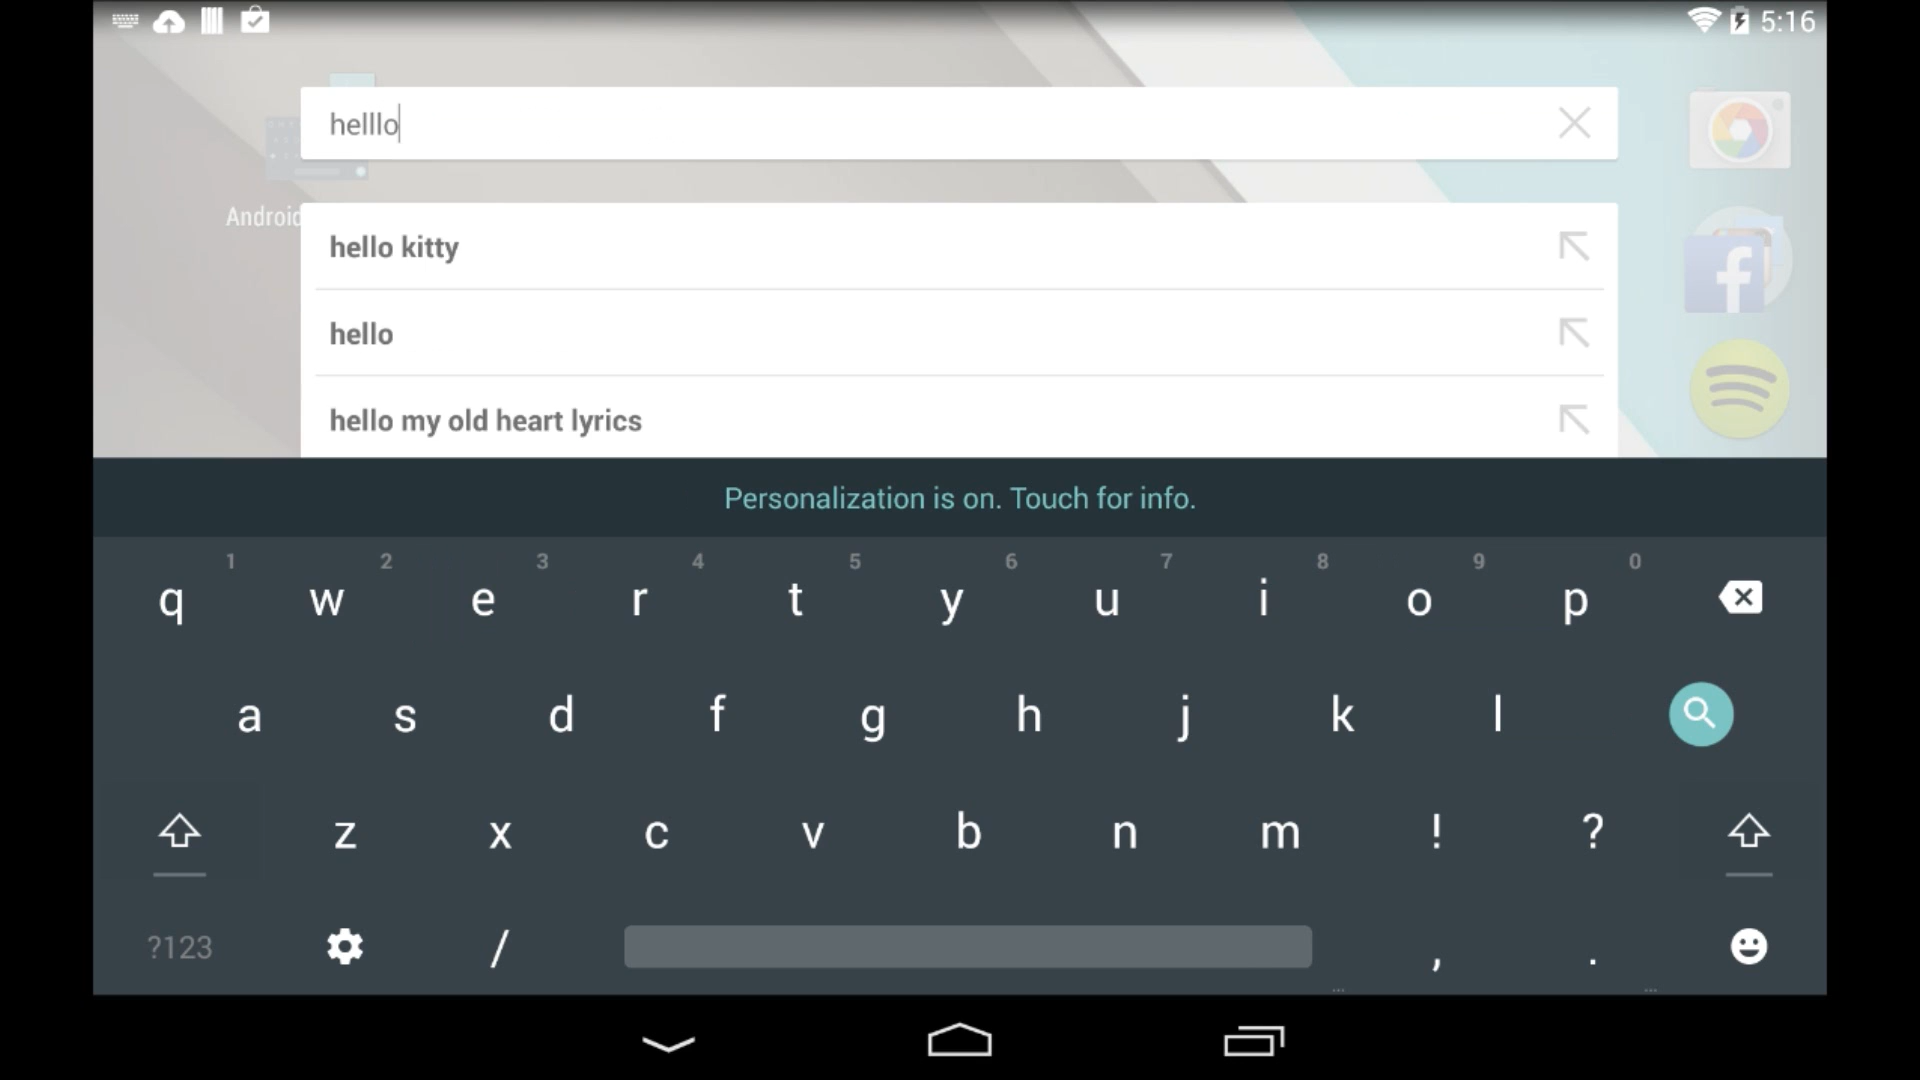 5:16
helllo
Android
hello kitty
hello
hello my old heart lyrics
Personalization is on. Touch for info.
1 2 3 4 5 6 7 8 9 0
q w e r t y u i o p
a s d f g h j k l
z x c v b n m ! ?
?123 / , .